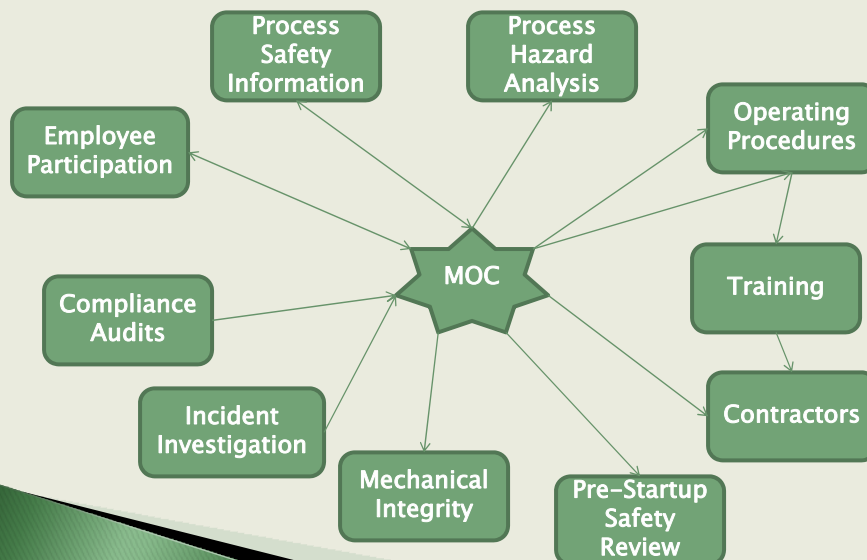 Process
Safety
Information
Process
Hazard
Analysis
Operating
Procedures
Employee
Participation
MOC
Training
Compliance
Audits
Incident
Investigation
Contractors
Mechanical
Integrity
Pre-Startup
Safety
Review